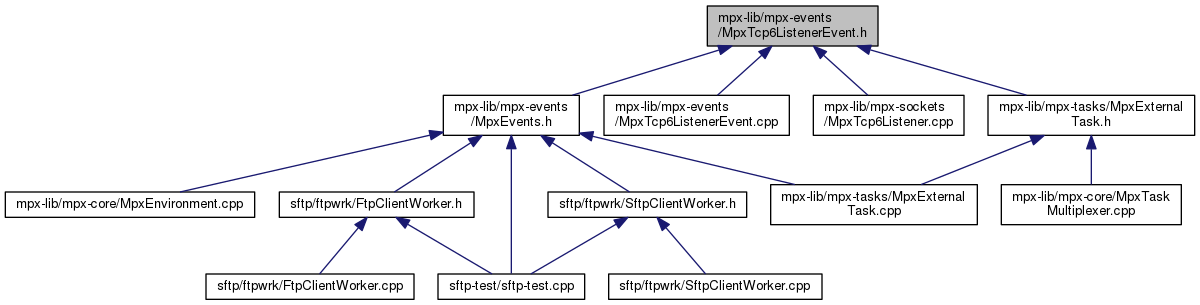 mpx-lib/mpx-events
/MpxTcp6ListenerEvent.h
mpx-lib/mpx-events
/MpxEvents.h
mpx-lib/mpx-events
/MpxTcp6ListenerEvent.cpp
mpx-lib/mpx-sockets
/MpxTcp6Listener.cpp
mpx-lib/mpx-tasks/MpxExternal
Task.h
mpx-lib/mpx-core/MpxEnvironment.cpp
sftp/ftpwrk/FtpClientWorker.h
sftp/ftpwrk/SftpClientWorker.h
mpx-lib/mpx-tasks/MpxExternal
Task.cpp
mpx-lib/mpx-core/MpxTask
Multiplexer.cpp
sftp/ftpwrk/FtpClientWorker.cpp
sftp-test/sftp-test.cpp
sftp/ftpwrk/SftpClientWorker.cpp